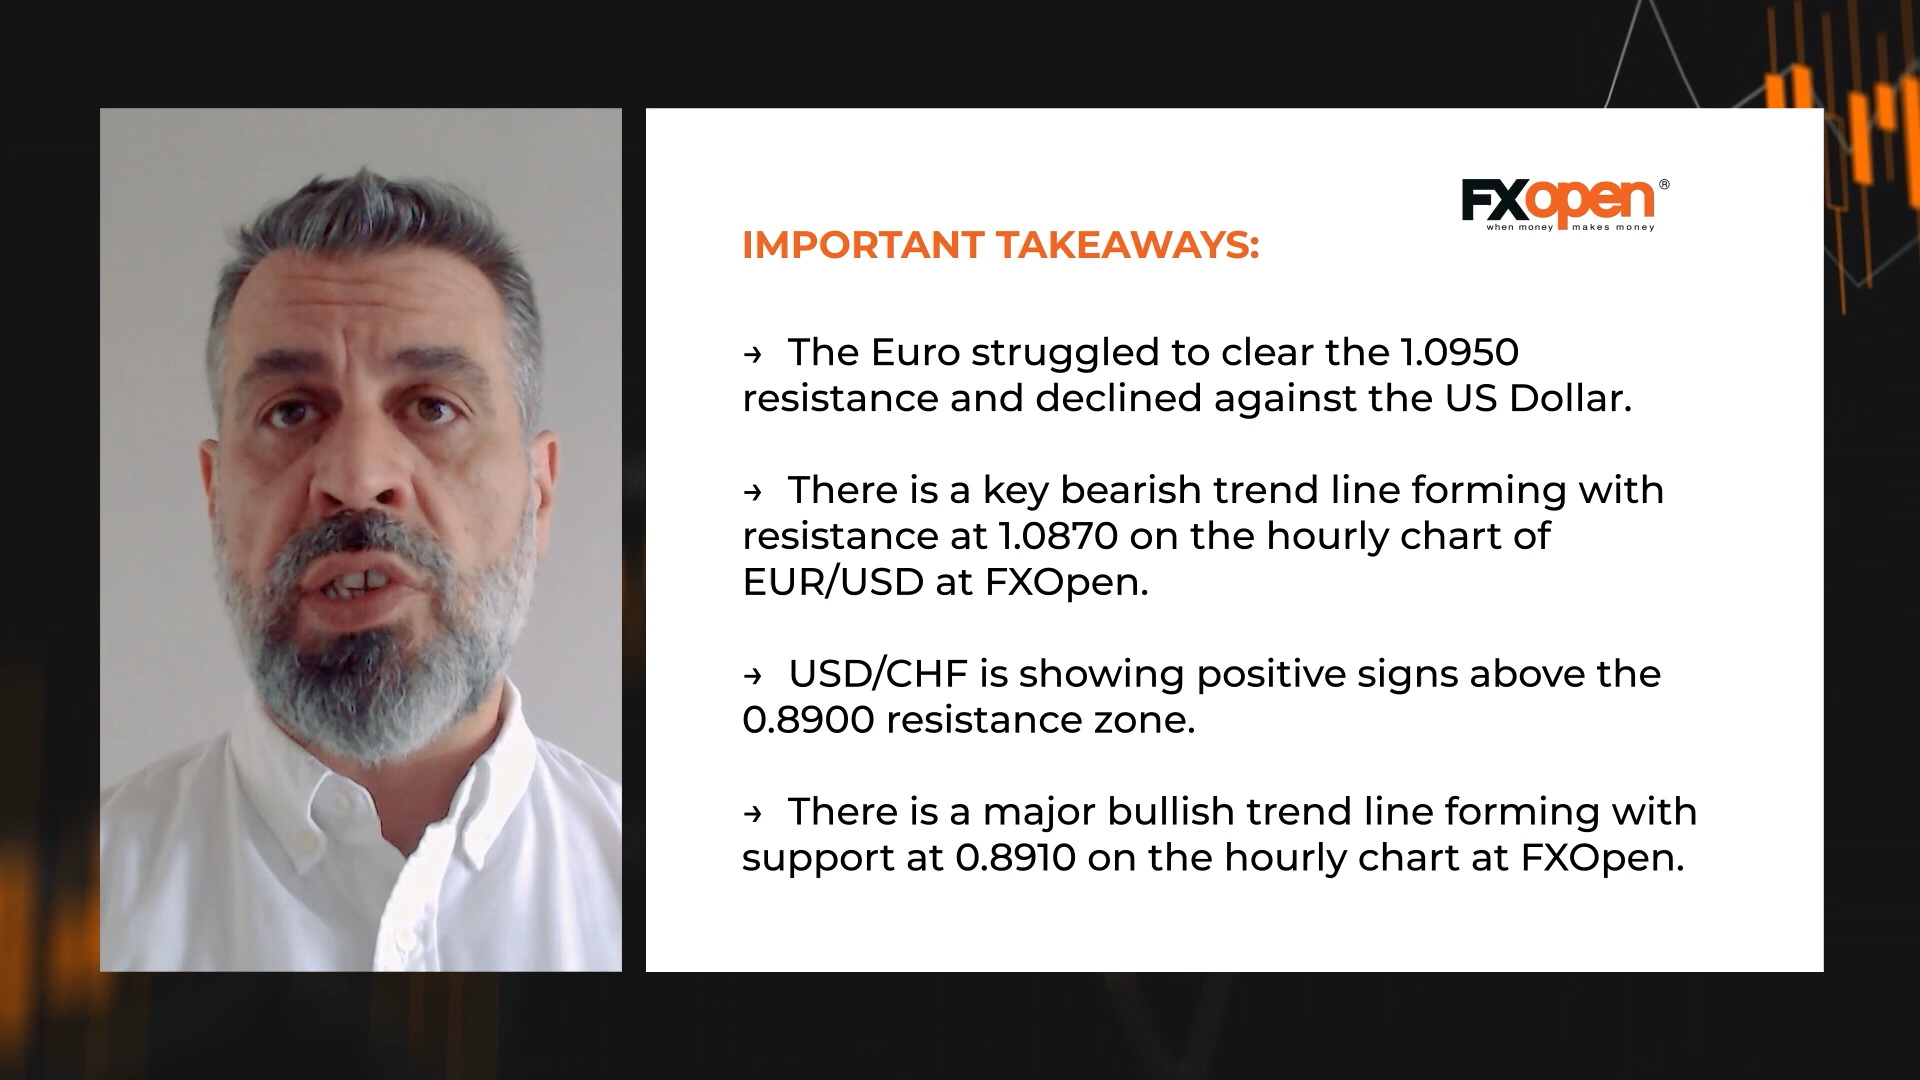 FXopen®
when money makes money
IMPORTANT TAKEAWAYS:
→ The Euro struggled to clear the 1.0950
resistance and declined against the US Dollar.
→ There is a key bearish trend line forming with
resistance at 1.0870 on the hourly chart of
EUR/USD at FXOpen.
→ USD/CHF is showing positive signs above the
0.8900 resistance zone.
→ There is a major bullish trend line forming with
support at 0.8910 on the hourly chart at FXOpen.